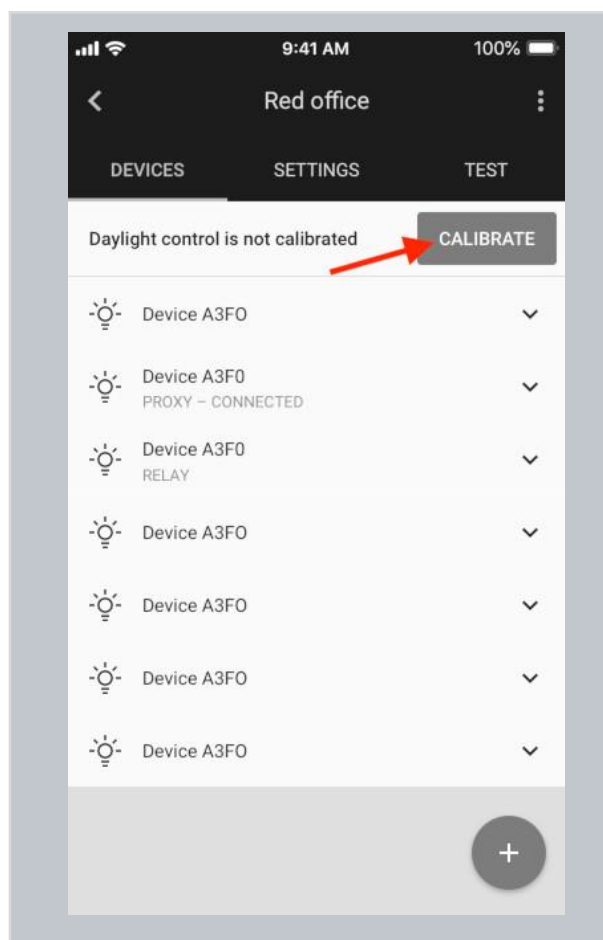 9:41 AM 100%
Red office
DEVICES SETTINGS TEST
Daylight control is not calibrated CALIBRATE
Device A3FO
Device A3F0
PROXY – CONNECTED
Device A3F0
RELAY
Device A3FO
Device A3FO
Device A3FO
Device A3FO